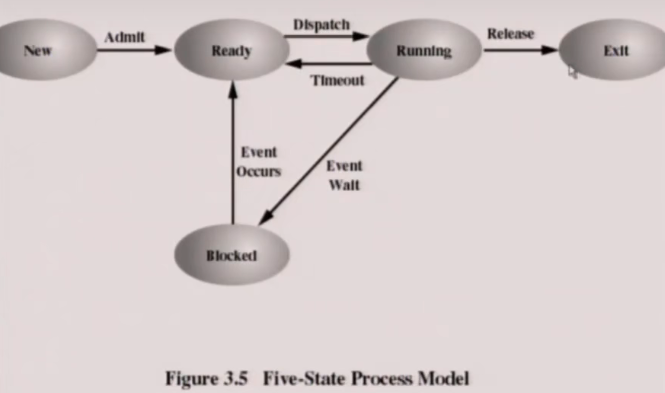 New
Admit
Ready
Dispatch
Timeout
Running
Release
Exit
Event
Occurs
Event
Wait
Blocked
Figure 3.5 Five-State Process Model